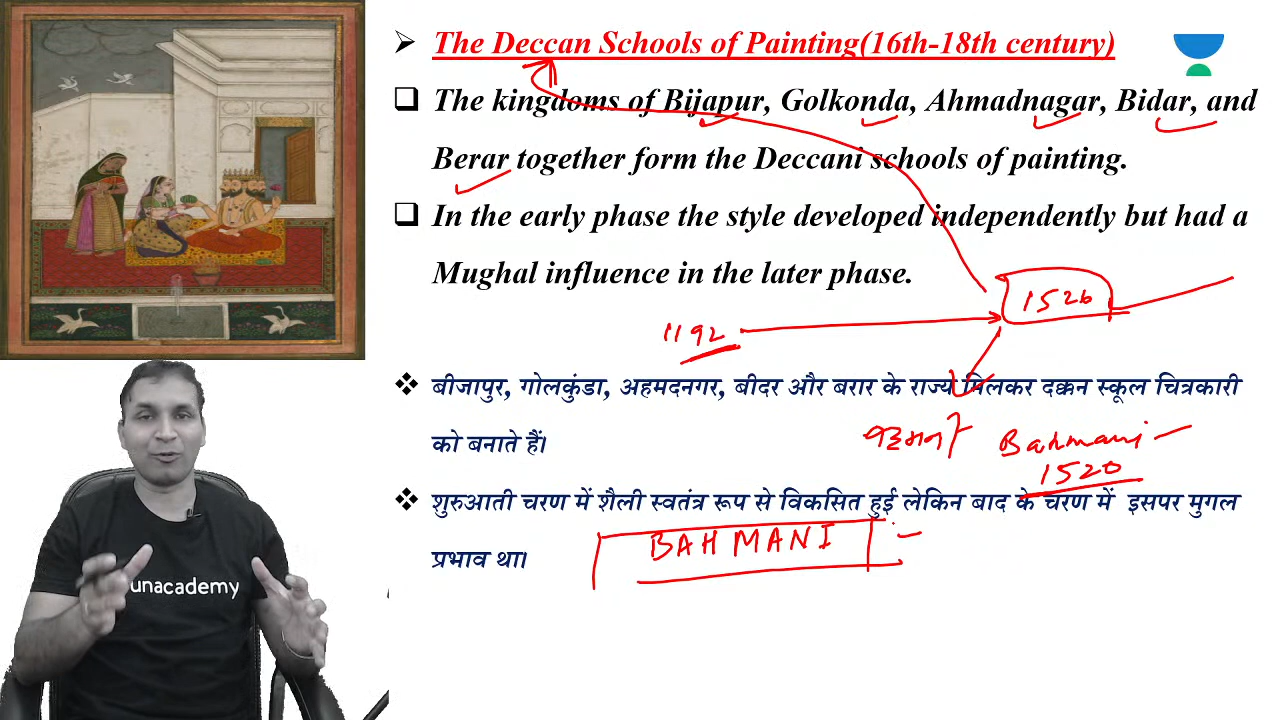 The Deccan Schools of Painting(16th-18th century)
The kingdoms of Bijapur, Golkonda, Ahmadnagar, Bidar, and
Berar together form the Deccani schools of painting.
In the early phase the style developed independently but had a
Mughal influence in the later phase.
1526
1192
बीजापुर, गोलकुंडा, अहमदनगर, बीदर और बरार के राज्य मिलकर दक्कन स्कूल चित्रकारी
को बनाते हैं।
Bahmani
1520
शुरुआती चरण में शैली स्वतंत्र रूप से विकसित हुई लेकिन बाद के चरण में इसपर मुगल
प्रभाव था।
BAHMANI
unacademy